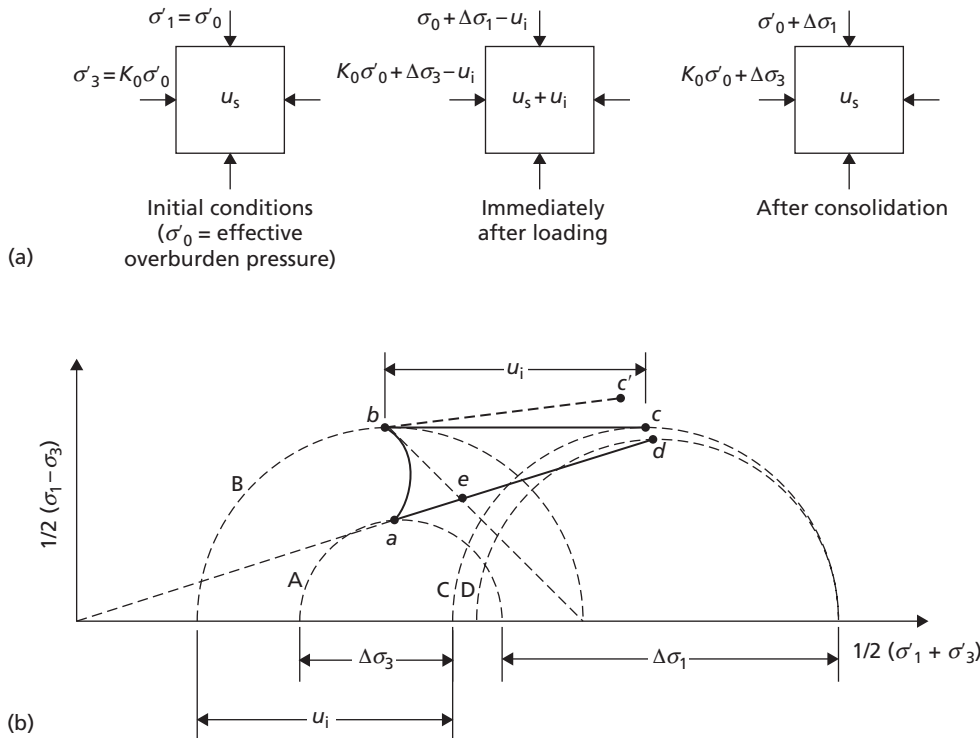 σ′1 = σ′0
σ0 + Δσ1 − ui
σ′0 + Δσ1
σ′3 = K0σ′0
us
K0σ′0 + Δσ3 − ui
us + ui
K0σ′0 + Δσ3
us
Initial conditions
(σ′0 = effective
overburden pressure)
Immediately
after loading
After consolidation
(a)
ui
c′
b
c
d
B
e
a
A
C
D
1/2 (σ1 − σ3)
Δσ3
Δσ1
1/2 (σ′1 + σ′3)
ui
(b)